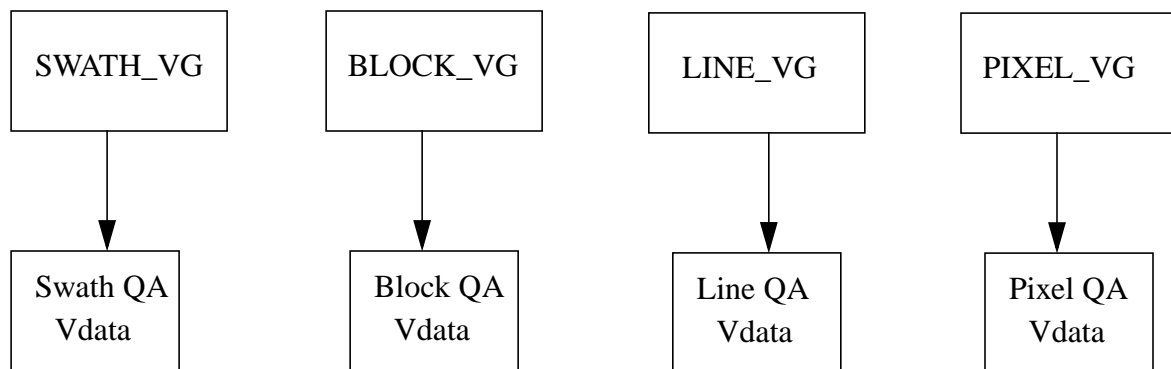 SWATH_VG
BLOCK_VG
LINE_VG
PIXEL_VG
Swath QA
Vdata
Block QA
Vdata
Line QA
Vdata
Pixel QA
Vdata